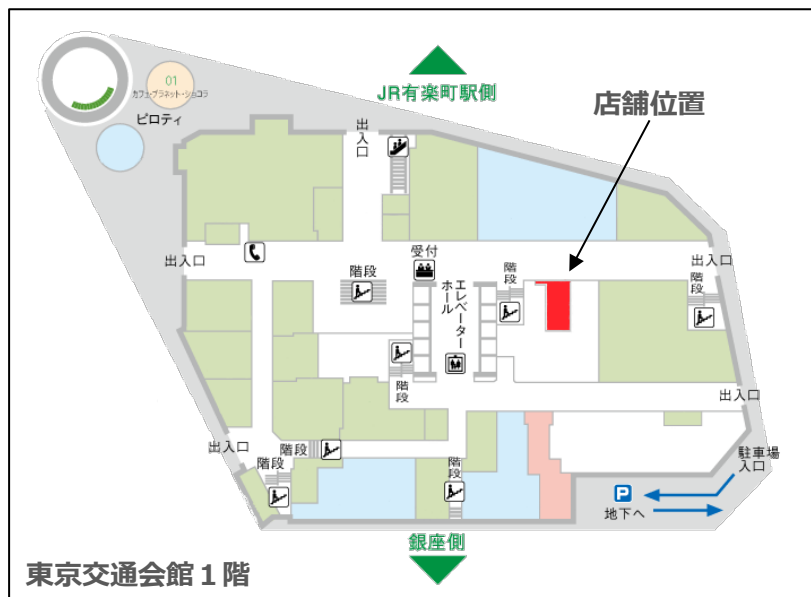 01
カフェ・プラネット・ショコラ
ピロティ
JR有楽町駅側
店舗位置
出入口
受付
階段
出入口
階段
エレベーターホール
出入口
階段
階段
出入口
出入口
階段
階段
階段
駐車場
入口
P
地下へ
銀座側
東京交通会館1階